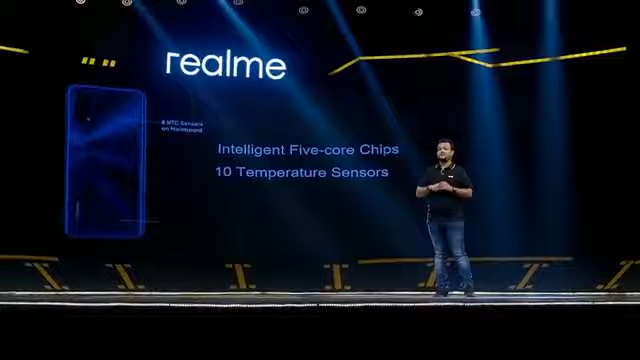 realme
8 NTC Sensors
on Mainboard
Intelligent Five-core Chips
10 Temperature Sensors